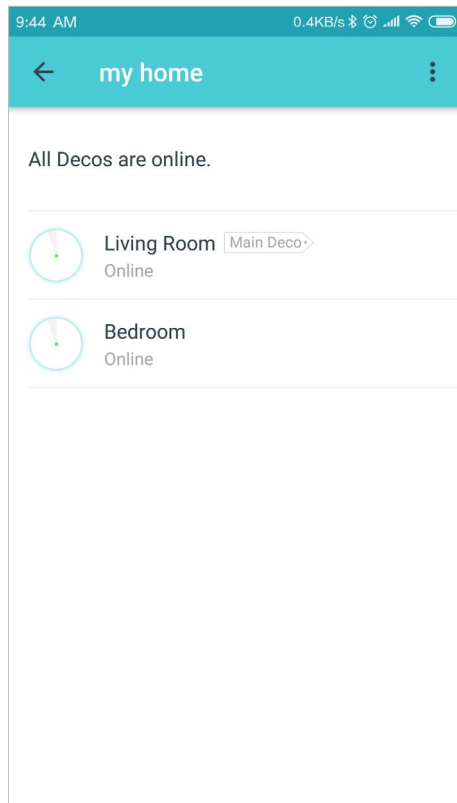 9:44 AM 0.4KB/s
my home
All Decos are online.
Living Room Main Deco
Online
Bedroom
Online